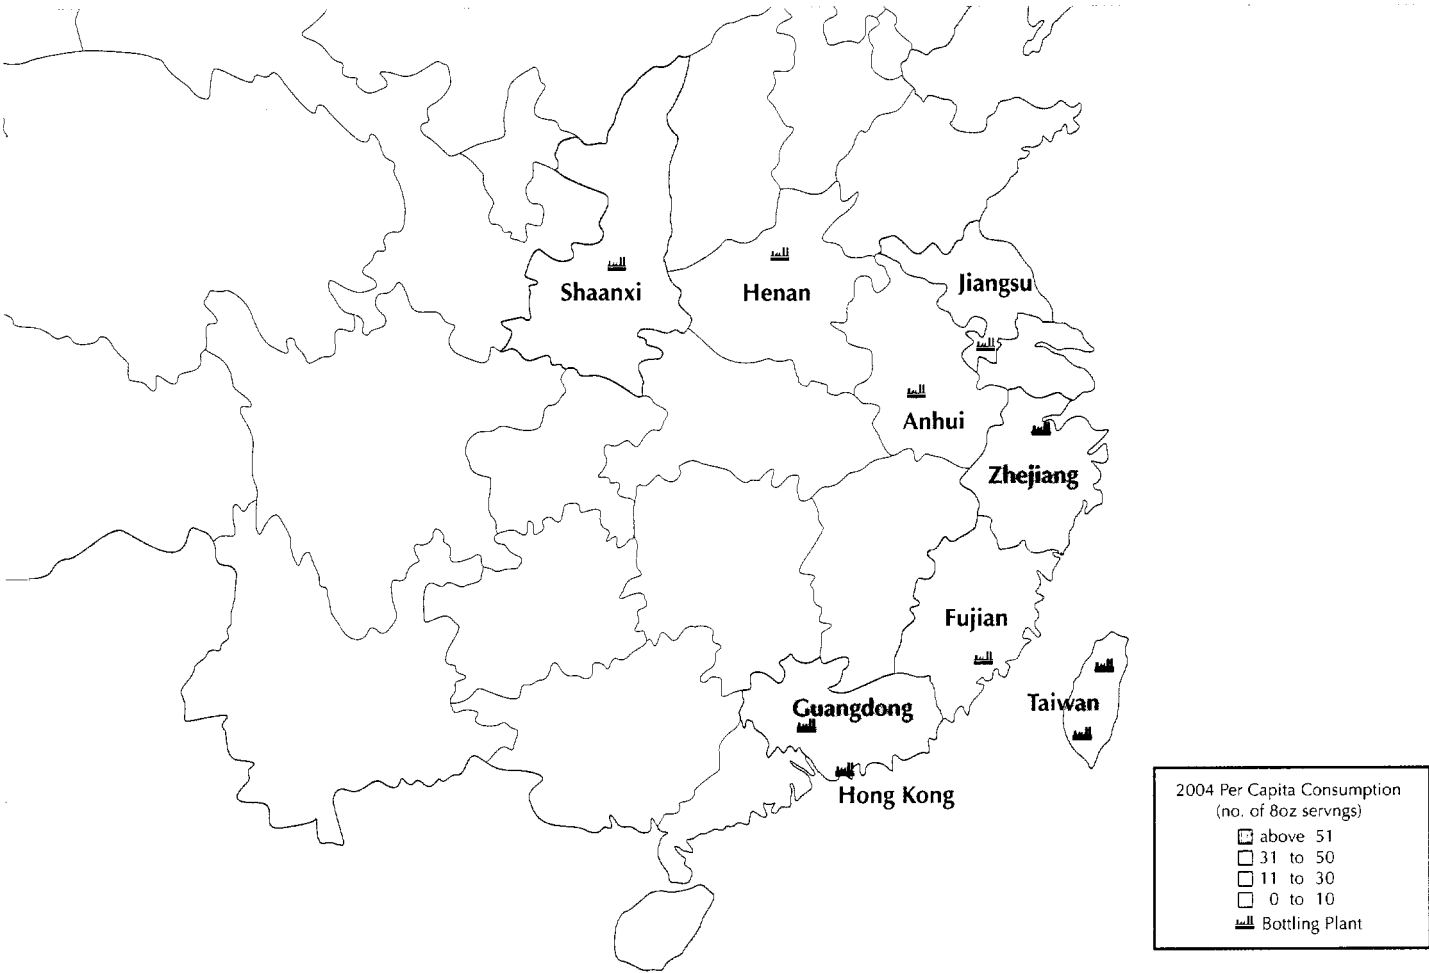 Shaanxi
Henan
Jiangsu
Anhui
Zhejiang
Fujian
Guangdong
Taiwan
Hong Kong
2004 Per Capita Consumption
(no. of 8oz servngs)
above 51
31 to 50
11 to 30
0 to 10
Bottling Plant